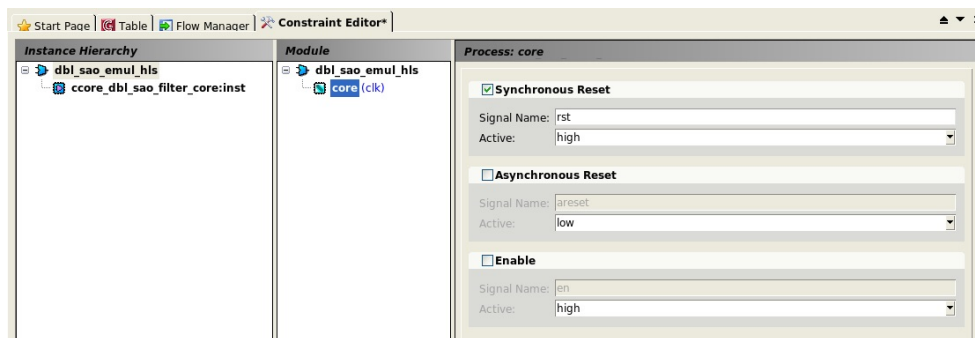 Start Page Table Flow Manager Constraint Editor*
Instance Hierarchy
dbl_sao_emul_hls
ccore_dbl_sao_filter_core:inst
Module
dbl_sao_emul_hls
core (clk)
Process: core
Synchronous Reset
Signal Name: rst
Active: high
Asynchronous Reset
Signal Name: areset
Active: low
Enable
Signal Name: en
Active: high